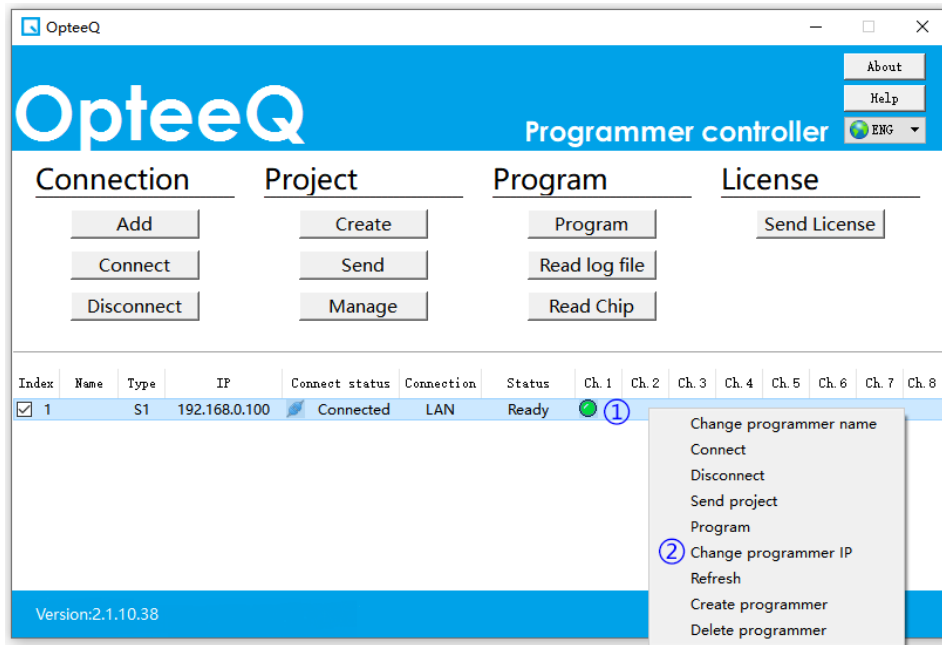 OpteeQ
OpteeQ
Programmer controller
About
Help
ENG
Connection Project Program License
Add Create Program Send License
Connect Send Read log file
Disconnect Manage Read Chip
Index Name Type IP Connect status Connection Status Ch.1 Ch.2 Ch.3 Ch.4 Ch.5 Ch.6 Ch.7 Ch.8
1 S1 192.168.0.100 Connected LAN Ready ①
Change programmer name
Connect
Disconnect
Send project
Program
② Change programmer IP
Refresh
Create programmer
Delete programmer
Version:2.1.10.38